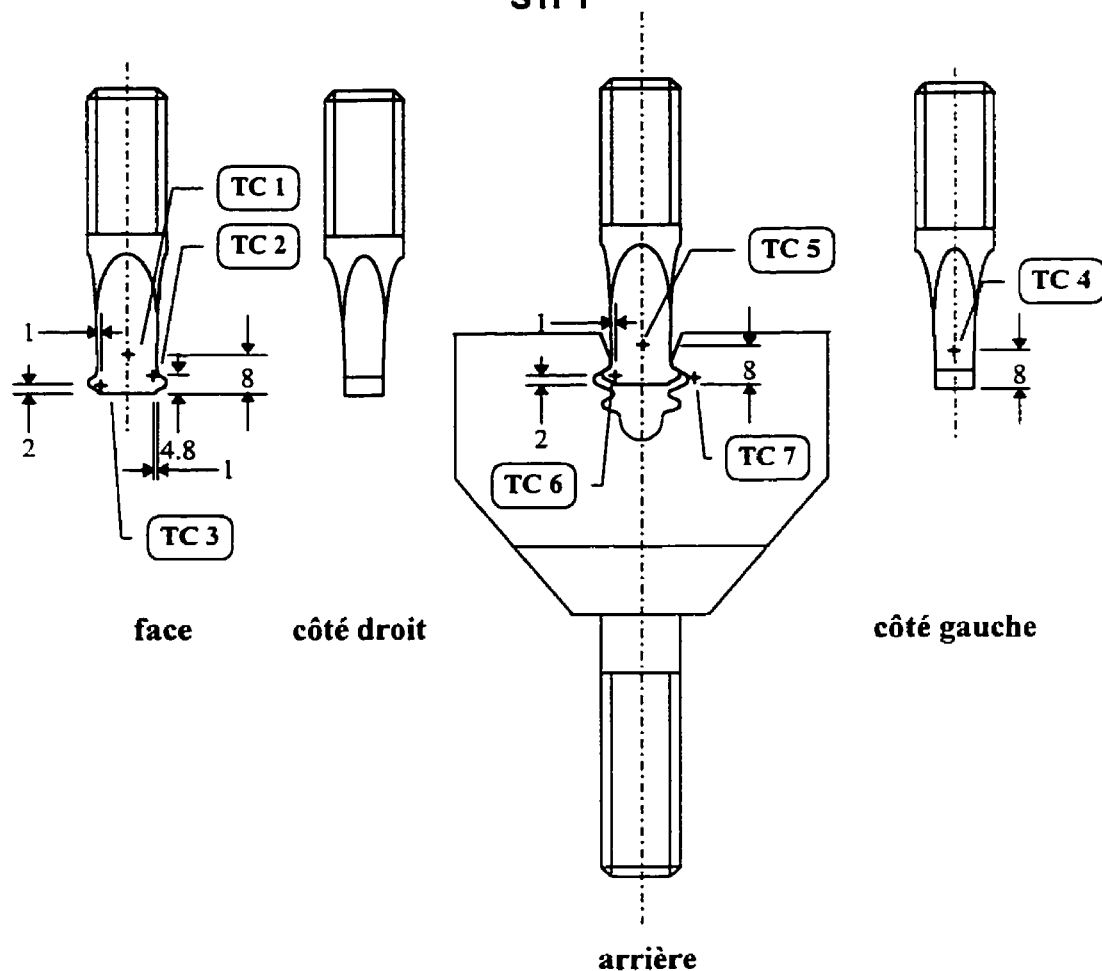 TC 1
TC 2
TC 5
TC 4
1
1
8
8
8
2
2
4.8
1
TC 6
TC 7
TC 3
face
côté droit
côté gauche
arrière